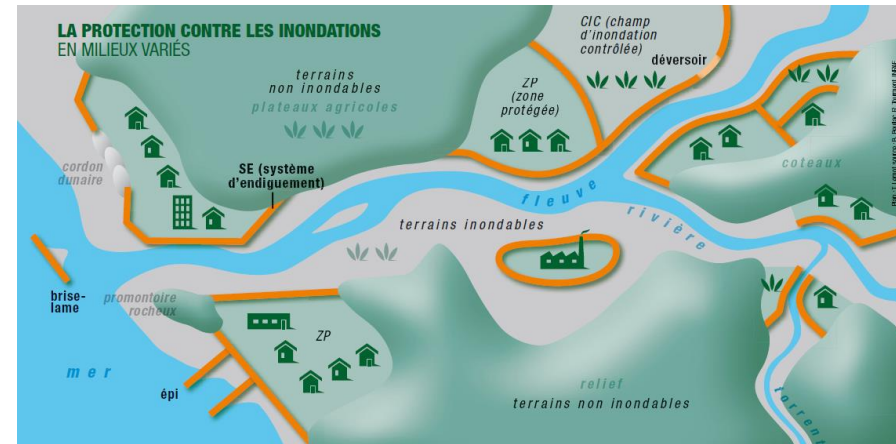 LA PROTECTION CONTRE LES INONDATIONS
EN MILIEUX VARIÉS
CIC (champ
d'inondation
contrôlée)
déversoir
terrains
non inondables
plateaux agricoles
ZP
(zone
protégée)
cordon
dunaire
SE (système
d'endiguement)
coteaux
fleuve
rivière
terrains inondables
brise-
lame
promontoire
rocheux
ZP
mer
épi
relief
terrains non inondables
torrent